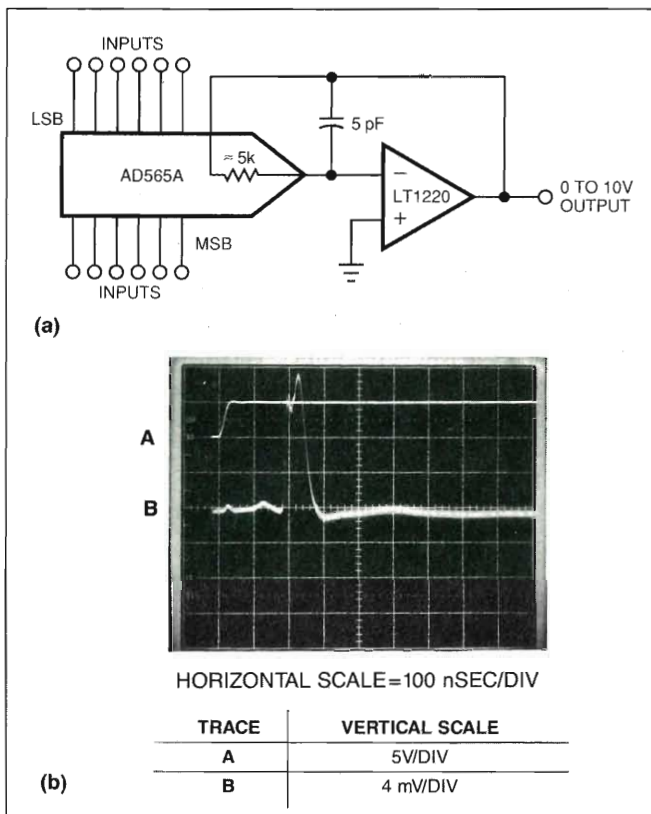 INPUTS
LSB
≈ 5k
5 pF
AD565A
−
LT1220
+
0 TO 10V
OUTPUT
MSB
INPUTS
(a)
A
B
HORIZONTAL SCALE=100 nSEC/DIV
TRACE VERTICAL SCALE
A 5V/DIV
B 4 mV/DIV
(b)